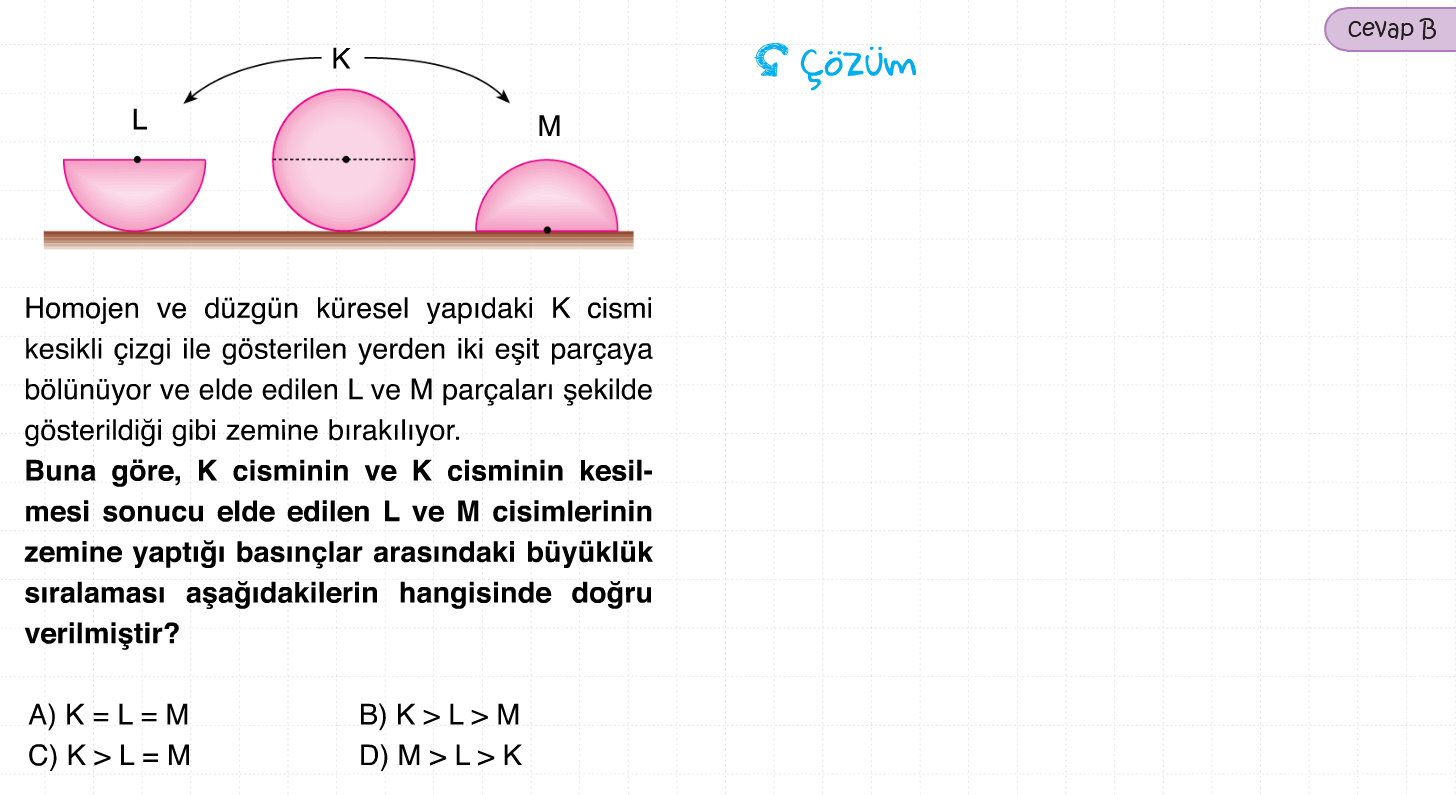 K
L
M
Homojen ve düzgün küresel yapıdaki K cismi
kesikli çizgi ile gösterilen yerden iki eşit parçaya
bölünüyor ve elde edilen L ve M parçaları şekilde
gösterildiği gibi zemine bırakılıyor.
Buna göre, K cisminin ve K cisminin kesil-
mesi sonucu elde edilen L ve M cisimlerinin
zemine yaptığı basınçlar arasındaki büyüklük
sıralaması aşağıdakilerin hangisinde doğru
verilmiştir?
A) K = L = M
B) K > L > M
C) K > L = M
D) M > L > K
Çözüm
Cevap B